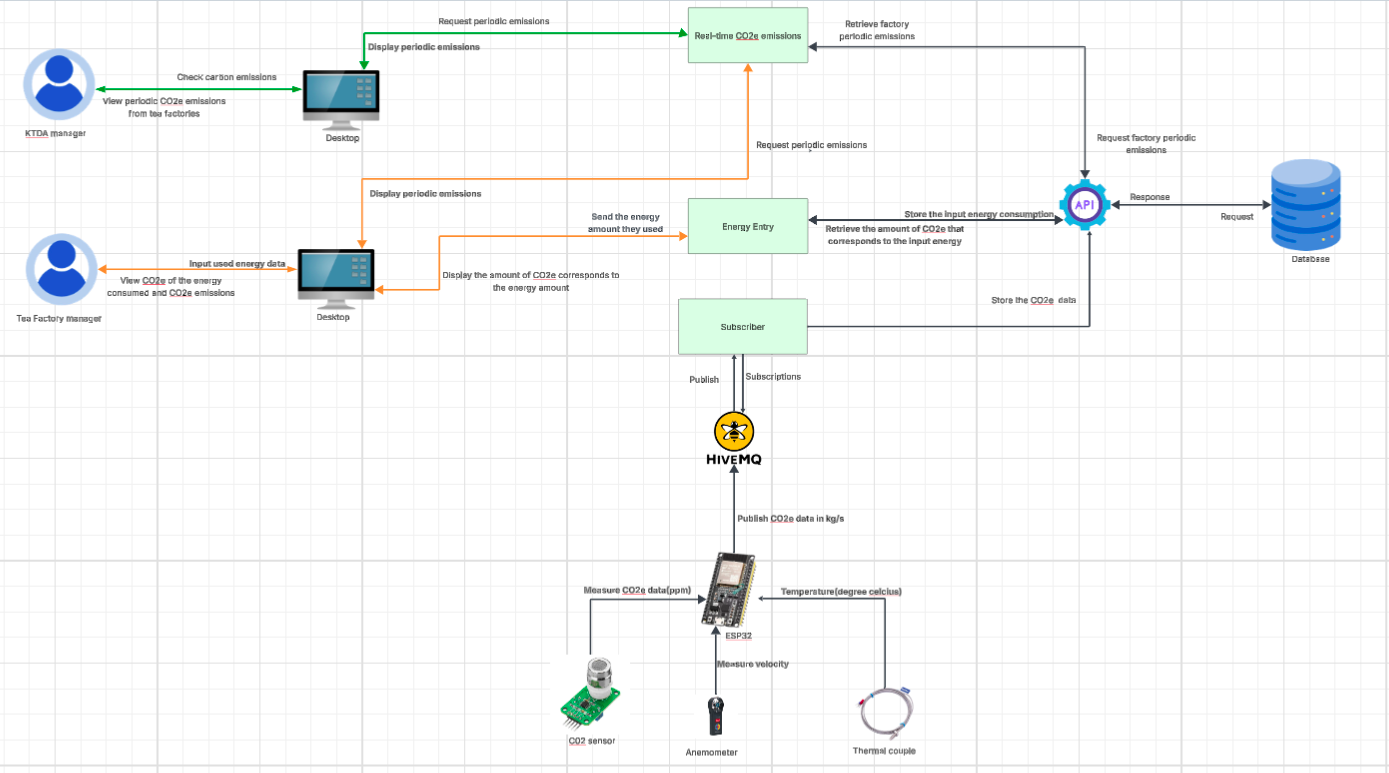 Request periodic emissions
Retrieve factory
periodic emissions
Real-time CO2e emissions
Display periodic emissions
Check carbon emissions
View periodic CO2e emissions
from tea factories
KTDA manager
Desktop
Request factory periodic
emissions
Request periodic emissions
Display periodic emissions
API
Response
Request
Database
Send the energy
amount they used
Energy Entry
Store the input energy consumption
Retrieve the amount of CO2e that
corresponds to the input energy
Input used energy data
View CO2e of the energy
consumed and CO2e emissions
Display the amount of CO2e corresponds to
the energy amount
Tea Factory manager
Desktop
Store the CO2e data
Subscriber
Publish
Subscriptions
HIVEMQ
Publish CO2e data in kg/s
Measure CO2e data(ppm)
Temperature(degree celcius)
ESP32
Measure velocity
C02 sensor
Anemometer
Thermal couple